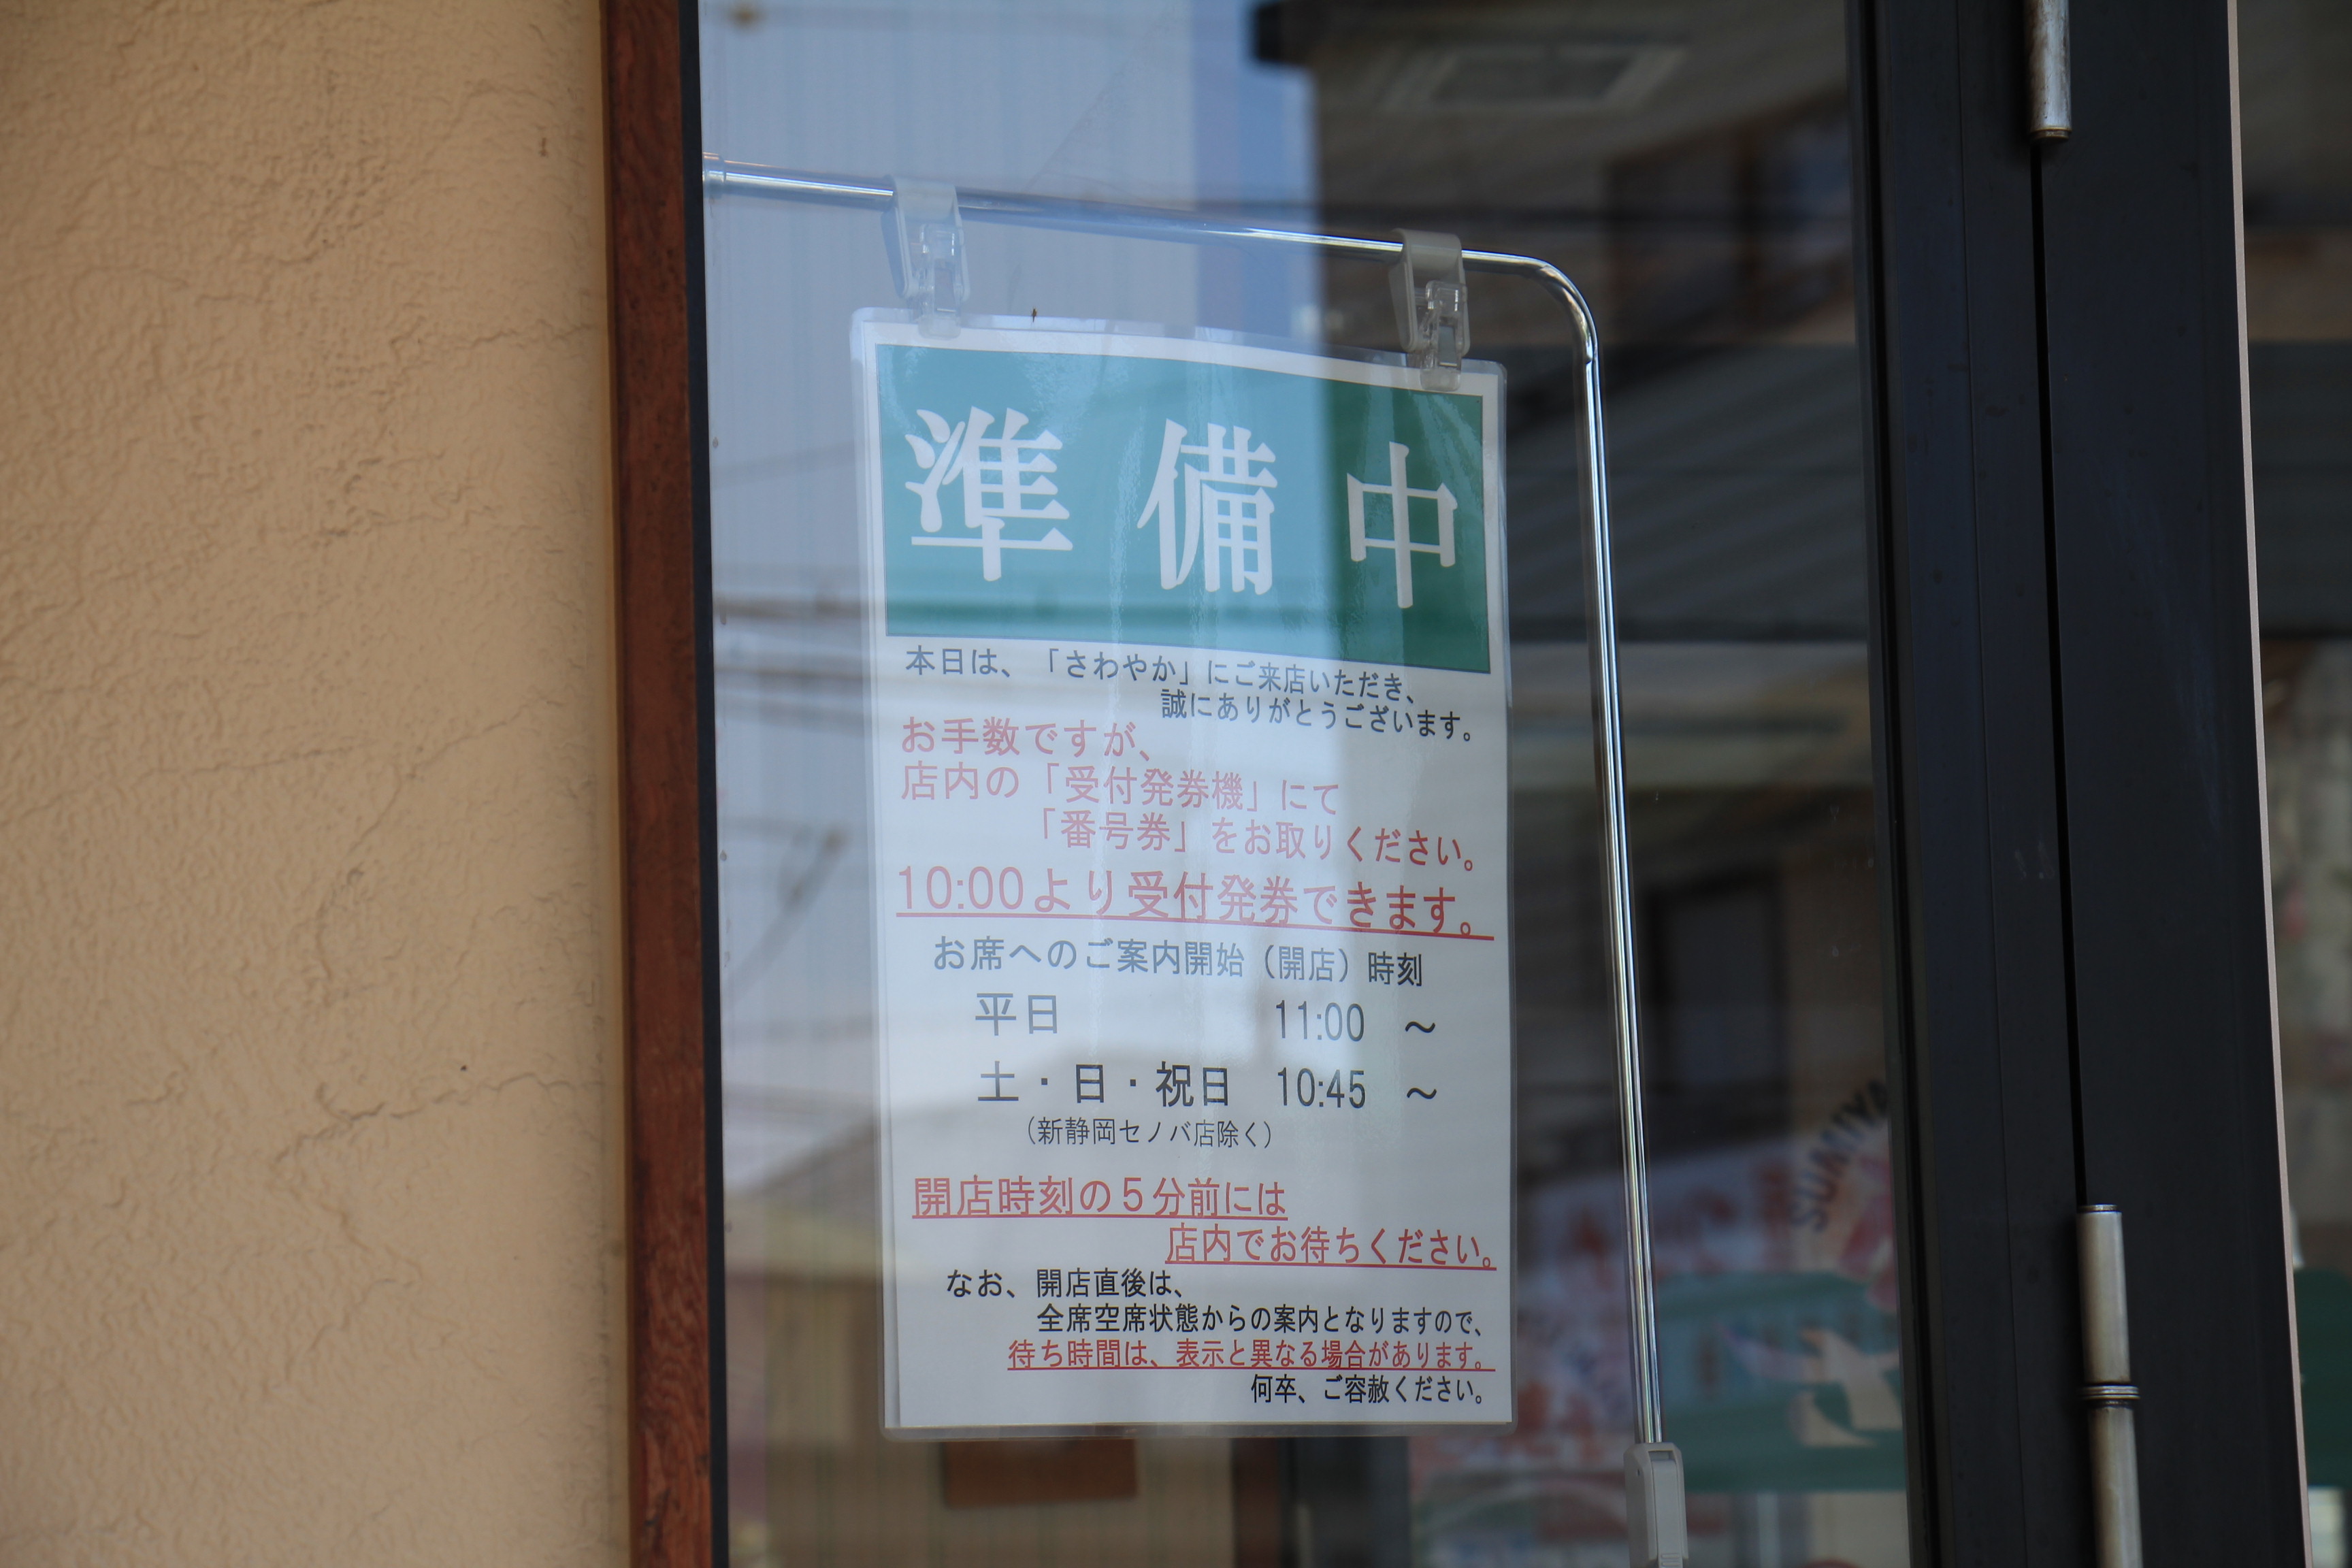 準備中
本日は、「さわやか」にご来店いただき、
誠にありがとうございます。
お手数ですが、
店内の「受付発券機」にて
「番号券」をお取りください。
10:00より受付発券できます。
お席へのご案内開始（開店）時刻
平日 11:00 ～
土・日・祝日 10:45 ～
（新静岡セノバ店除く）
開店時刻の５分前には
店内でお待ちください。
なお、開店直後は、
全席空席状態からの案内となりますので、
待ち時間は、表示と異なる場合があります。
何卒、ご容赦ください。